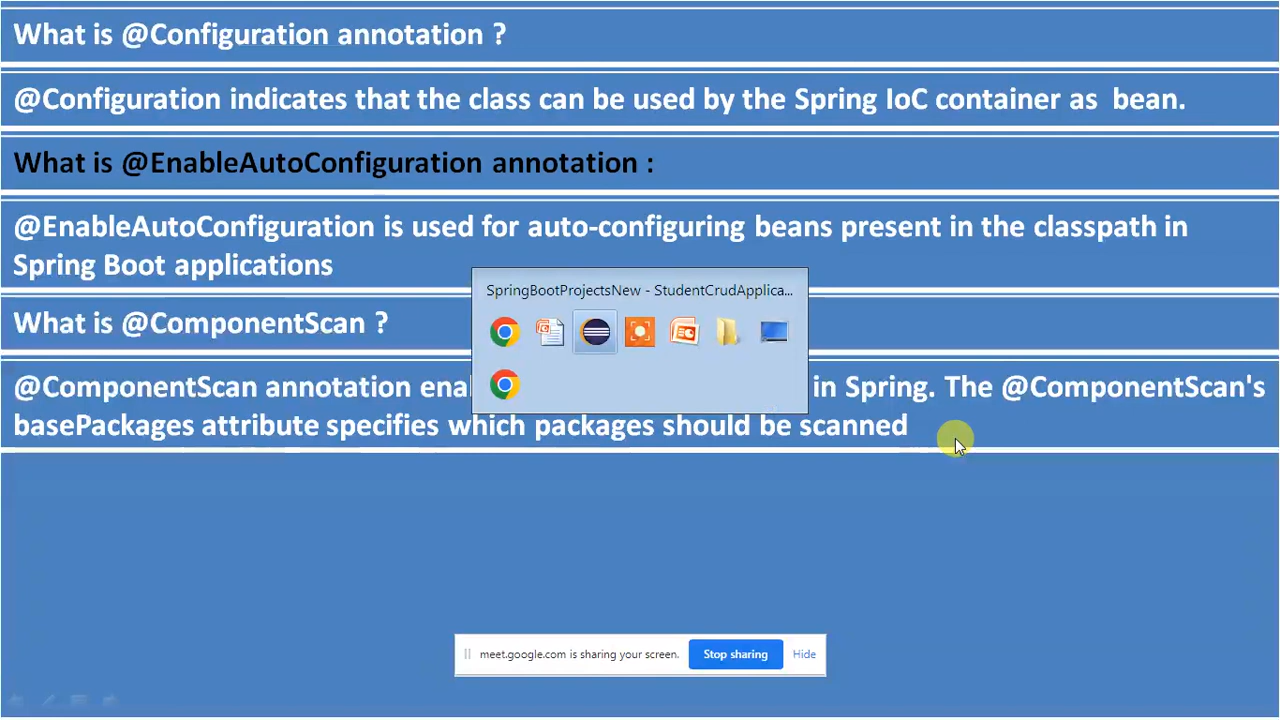 What is @Configuration annotation ?
@Configuration indicates that the class can be used by the Spring IoC container as bean.
What is @EnableAutoConfiguration annotation :
@EnableAutoConfiguration is used for auto-configuring beans present in the classpath in
Spring Boot applications
SpringBootProjectsNew - StudentCrudApplica...
What is @ComponentScan ?
@ComponentScan annotation in Spring. The @ComponentScan's
basePackages attribute specifies which packages should be scanned
meet.google.com is sharing your screen. Stop sharing Hide